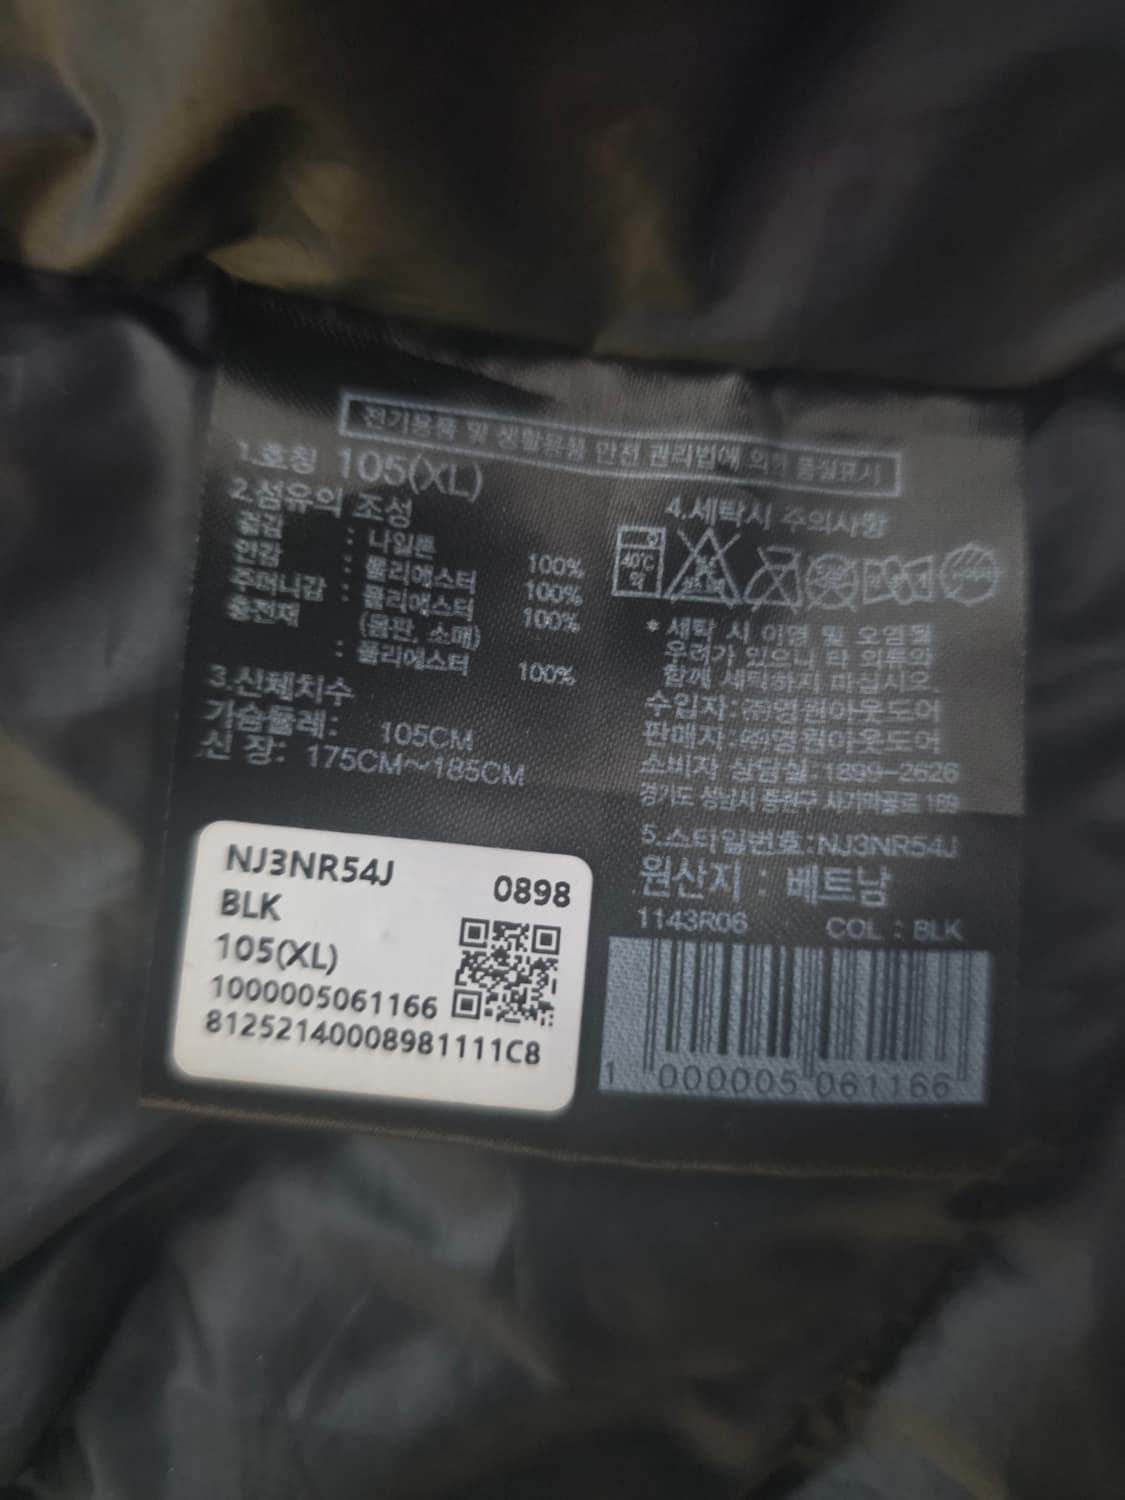 전기용품 및 생활용품 안전 관리법에 의한 품질표시
1.호칭 105(XL)
2.섬유의 조성
겉감 : 나일론 100%
안감 : 폴리에스터 100%
주머니감 : 폴리에스터 100%
충전재 (몸판, 소매)
: 폴리에스터 100%
3.신체치수
가슴둘레: 105CM
신 장: 175CM~185CM
4.세탁시 주의사항
40℃
약
* 세탁 시 이염 및 오염될
우려가 있으니 타 의류와
함께 세탁하지 마십시오.
수입자:㈜영원아웃도어
판매자:㈜영원아웃도어
소비자 상담실:1899-2626
경기도 성남시 중원구 사기막골로 169
5.스타일번호:NJ3NR54J
원산지 : 베트남
1143R06 COL : BLK
1 000005 061166
NJ3NR54J 0898
BLK
105(XL)
1000005061166
81252140008981111C8